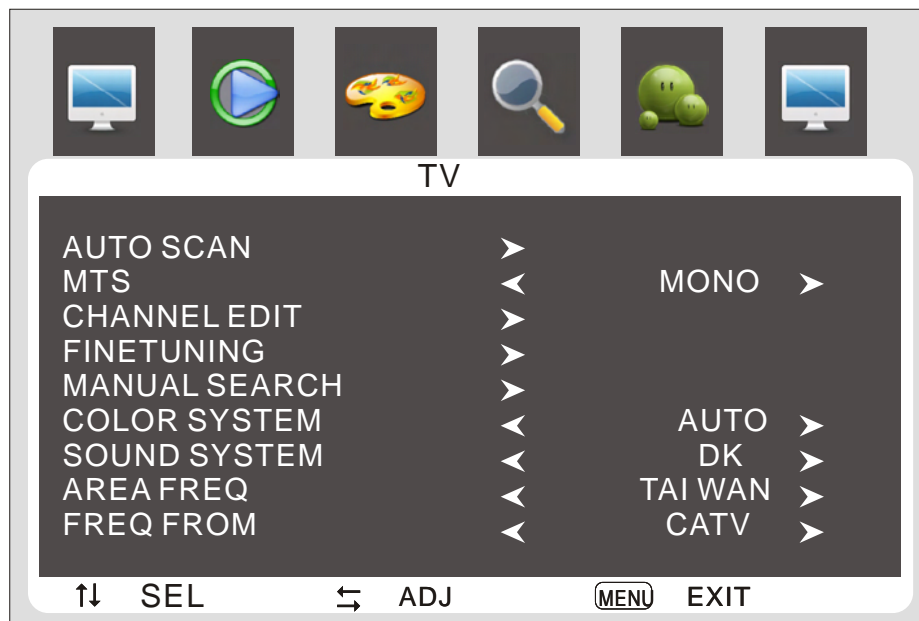 TV
AUTO SCAN
MTS MONO
CHANNEL EDIT
FINETUNING
MANUAL SEARCH
COLOR SYSTEM AUTO
SOUND SYSTEM DK
AREA FREQ TAI WAN
FREQ FROM CATV
SEL ADJ MENU EXIT